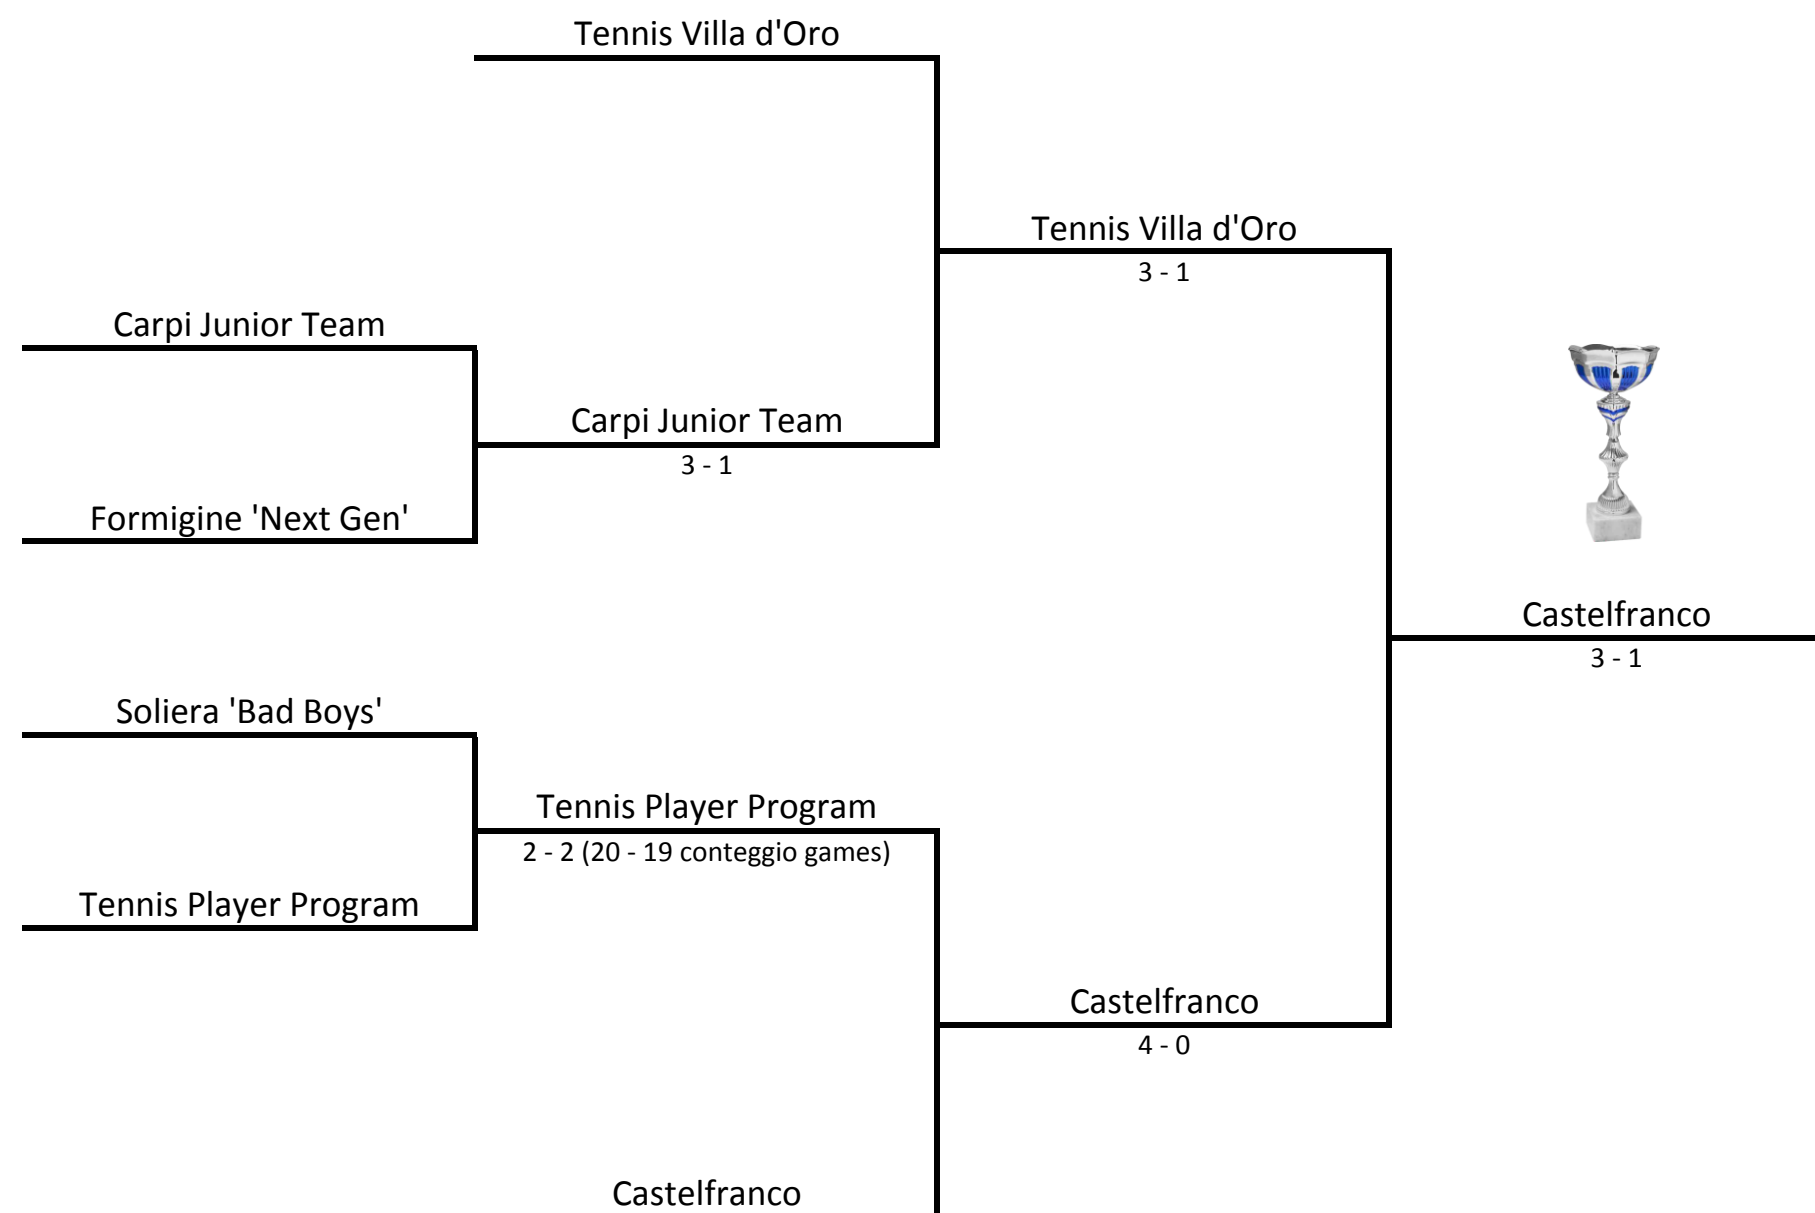 Tennis Villa d'Oro
Tennis Villa d'Oro
3 - 1
Carpi Junior Team
Carpi Junior Team
3 - 1
Formigine 'Next Gen'
Castelfranco
3 - 1
Soliera 'Bad Boys'
Tennis Player Program
2 - 2 (20 - 19 conteggio games)
Tennis Player Program
Castelfranco
4 - 0
Castelfranco